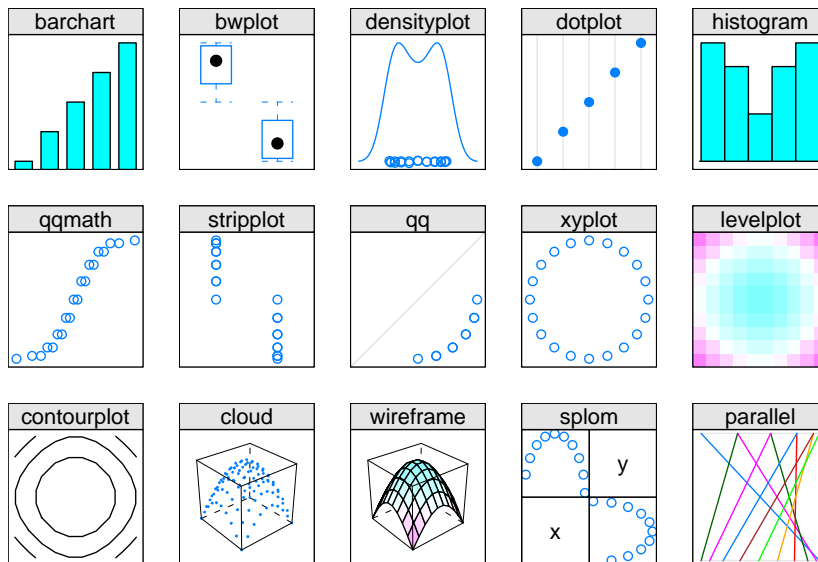 barchart
bwplot
densityplot
dotplot
histogram
qqmath
stripplot
qq
xyplot
levelplot
contourplot
cloud
wireframe
splom
parallel
y
x